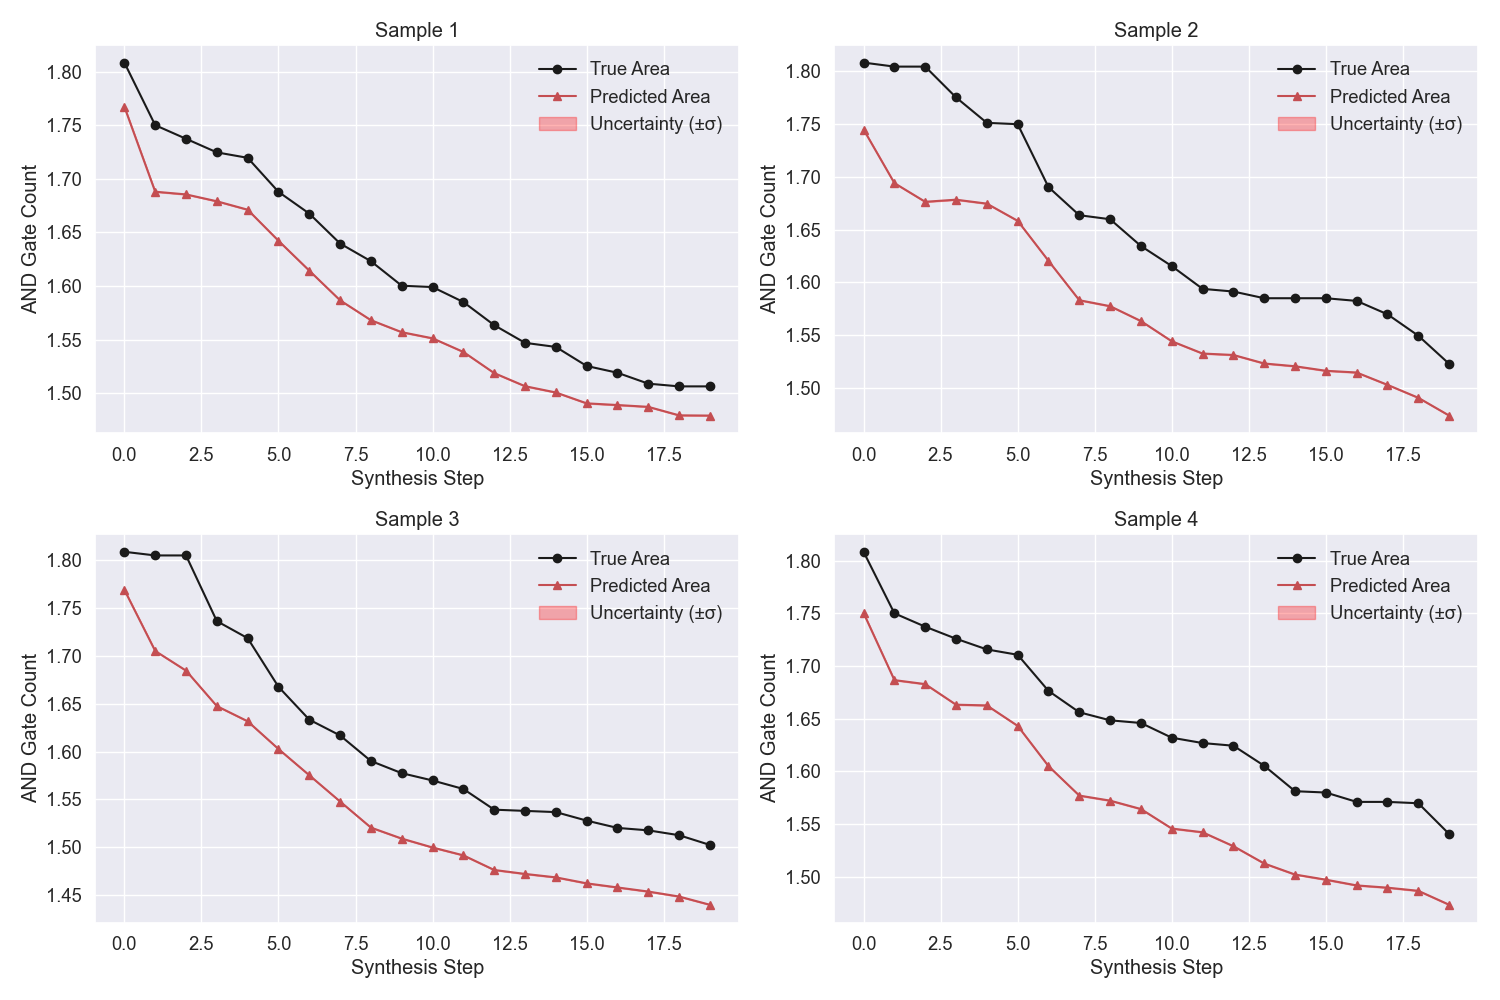 Sample 1
True Area
Predicted Area
Uncertainty (±σ)
AND Gate Count
1.80
1.75
1.70
1.65
1.60
1.55
1.50
0.0 2.5 5.0 7.5 10.0 12.5 15.0 17.5
Synthesis Step
Sample 2
True Area
Predicted Area
Uncertainty (±σ)
AND Gate Count
1.80
1.75
1.70
1.65
1.60
1.55
1.50
0.0 2.5 5.0 7.5 10.0 12.5 15.0 17.5
Synthesis Step
Sample 3
True Area
Predicted Area
Uncertainty (±σ)
AND Gate Count
1.80
1.75
1.70
1.65
1.60
1.55
1.50
1.45
0.0 2.5 5.0 7.5 10.0 12.5 15.0 17.5
Synthesis Step
Sample 4
True Area
Predicted Area
Uncertainty (±σ)
AND Gate Count
1.80
1.75
1.70
1.65
1.60
1.55
1.50
0.0 2.5 5.0 7.5 10.0 12.5 15.0 17.5
Synthesis Step